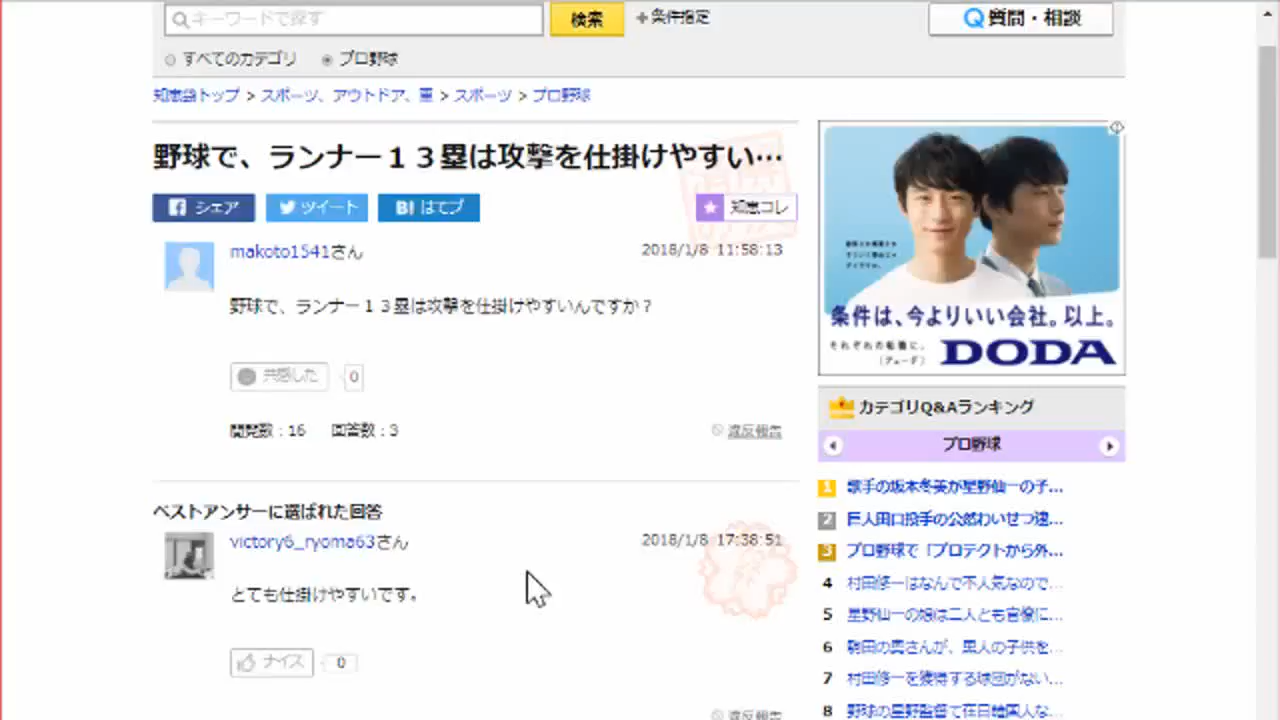 キーワードで探す
検索
+条件指定
質問・相談
すべてのカテゴリ
プロ野球
知恵袋トップ > スポーツ、アウトドア、車 > スポーツ > プロ野球
野球で、ランナー１３塁は攻撃を仕掛けやすい…
シェア
ツイート
B! はてブ
知恵コレ
makoto1541さん
2018/1/8 11:58:13
野球で、ランナー１３塁は攻撃を仕掛けやすいんですか？
共感した
0
閲覧数：16 回答数：3
違反報告
ベストアンサーに選ばれた回答
victory6_ryoma63さん
2018/1/8 17:38:51
とても仕掛けやすいです。
ナイス
0
違反報告
条件は、今よりいい会社。以上。
それぞれの転職に。
（デューダ）
DODA
カテゴリQ&Aランキング
プロ野球
1 歌手の坂本冬美が星野仙一の子...
2 巨人田口投手の公然わいせつ逮...
3 プロ野球で「プロテクトから外...
4 村田修一はなんで不人気なので...
5 星野仙一の娘は二人とも官僚に...
6 駒田の奥さんが、黒人の子供を...
7 村田修一を獲得する球団がない...
8 野球の星野監督て在日韓国人な...